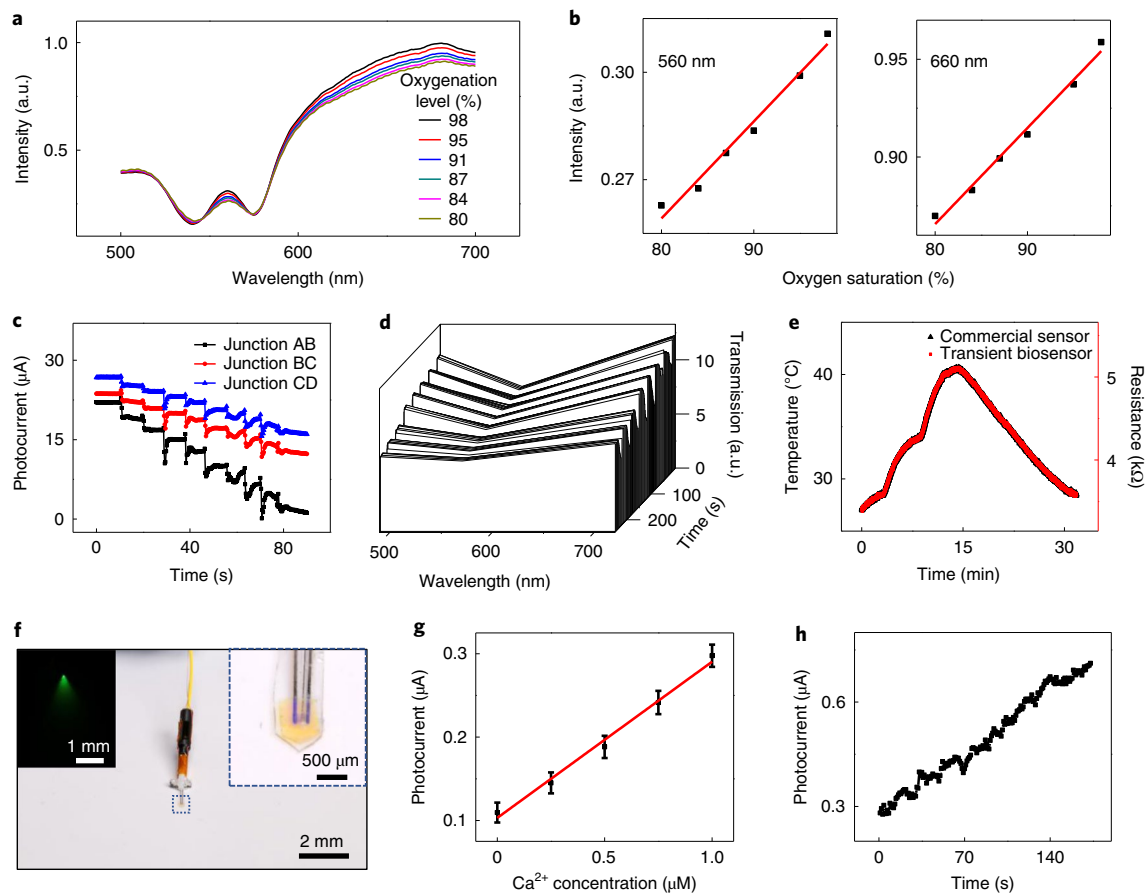 a
1.0
0.5
Intensity (a.u.)
Oxygenation
level (%)
98
95
91
87
84
80
500
600
700
Wavelength (nm)
b
560 nm
0.30
0.27
Intensity (a.u.)
80
90
660 nm
0.95
0.90
80
90
Oxygen saturation (%)
c
Junction AB
Junction BC
Junction CD
30
15
0
Photocurrent (μA)
0
40
80
Time (s)
d
10
5
0
Transmission (a.u.)
100
200
Time (s)
500
600
700
Wavelength (nm)
e
Commercial sensor
Transient biosensor
40
34
28
Temperature (°C)
5
4
Resistance (kΩ)
0
15
30
Time (min)
f
1 mm
500 μm
2 mm
g
0.3
0.2
0.1
Photocurrent (μA)
0
0.5
1.0
Ca²⁺ concentration (μM)
h
0.6
0.3
Photocurrent (μA)
0
70
140
Time (s)